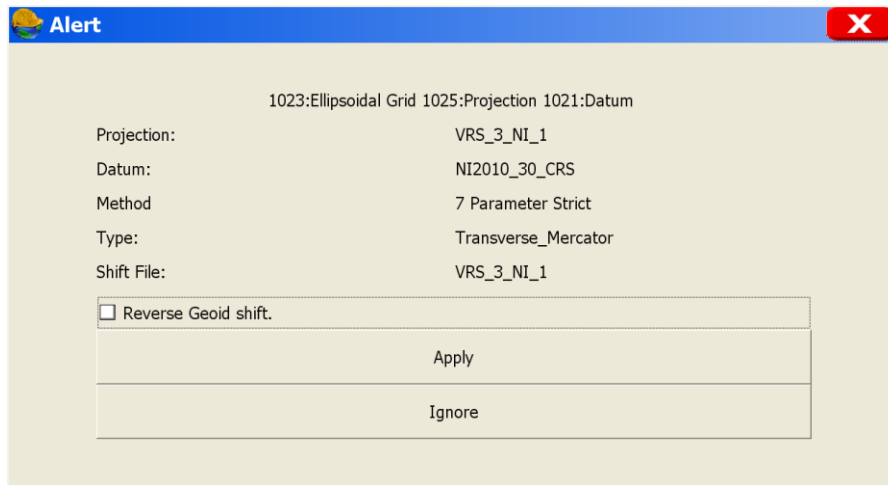 Alert
1023:Ellipsoidal Grid 1025:Projection 1021:Datum
Projection: VRS_3_NI_1
Datum: NI2010_30_CRS
Method 7 Parameter Strict
Type: Transverse_Mercator
Shift File: VRS_3_NI_1
Reverse Geoid shift.
Apply
Ignore